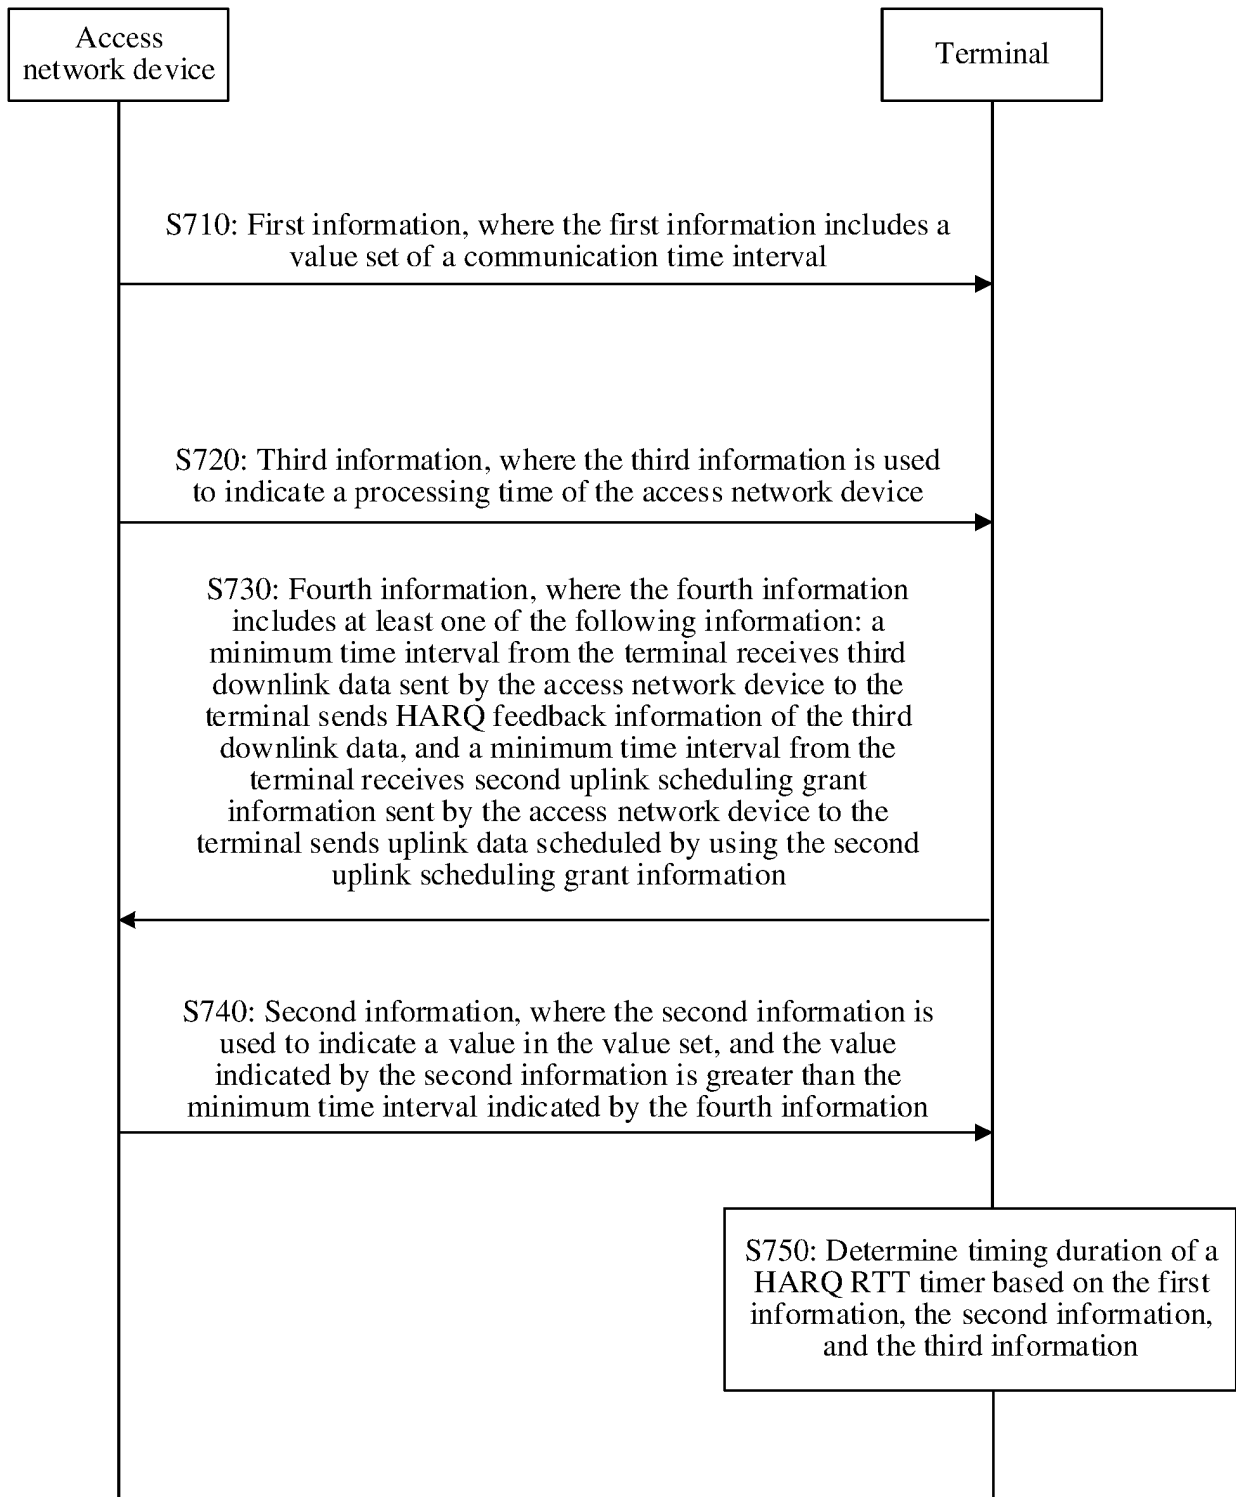 Access
network device
Terminal
S710: First information, where the first information includes a
value set of a communication time interval
S720: Third information, where the third information is used
to indicate a processing time of the access network device
S730: Fourth information, where the fourth information
includes at least one of the following information: a
minimum time interval from the terminal receives third
downlink data sent by the access network device to the
terminal sends HARQ feedback information of the third
downlink data, and a minimum time interval from the
terminal receives second uplink scheduling grant
information sent by the access network device to the
terminal sends uplink data scheduled by using the second
uplink scheduling grant information
S740: Second information, where the second information is
used to indicate a value in the value set, and the value
indicated by the second information is greater than the
minimum time interval indicated by the fourth information
S750: Determine timing duration of a
HARQ RTT timer based on the first
information, the second information,
and the third information